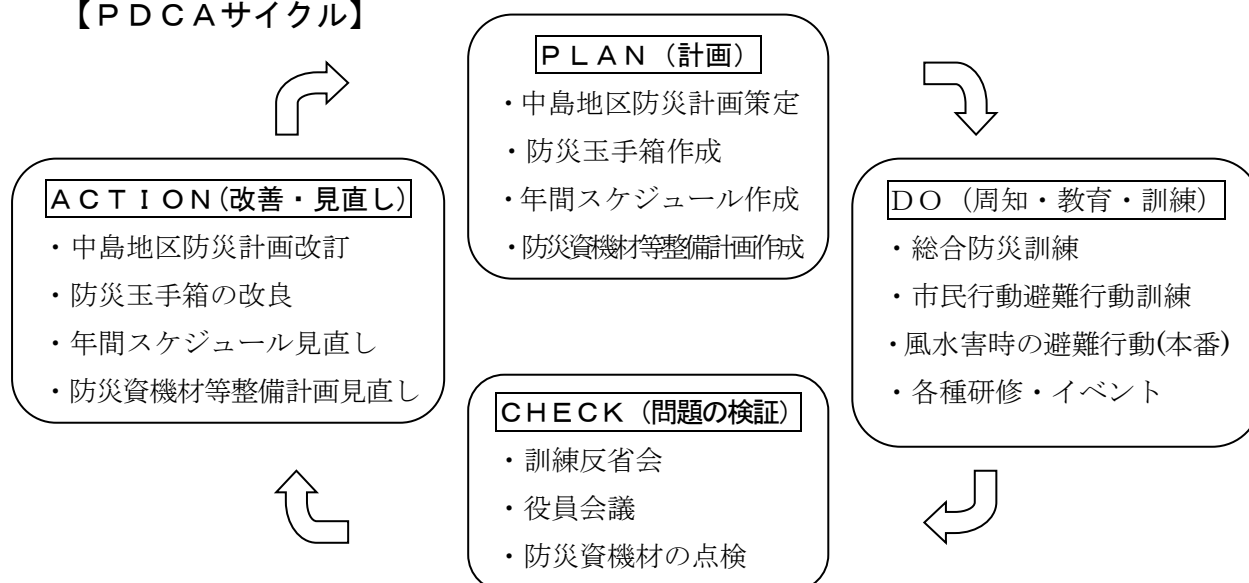 【ＰＤＣＡサイクル】
ＰＬＡＮ（計画）
・中島地区防災計画策定
・防災玉手箱作成
・年間スケジュール作成
・防災資機材等整備計画作成
ＤＯ（周知・教育・訓練）
・総合防災訓練
・市民行動避難行動訓練
・風水害時の避難行動(本番)
・各種研修・イベント
ＣＨＥＣＫ（問題の検証）
・訓練反省会
・役員会議
・防災資機材の点検
ＡＣＴＩＯＮ(改善・見直し)
・中島地区防災計画改訂
・防災玉手箱の改良
・年間スケジュール見直し
・防災資機材等整備計画見直し